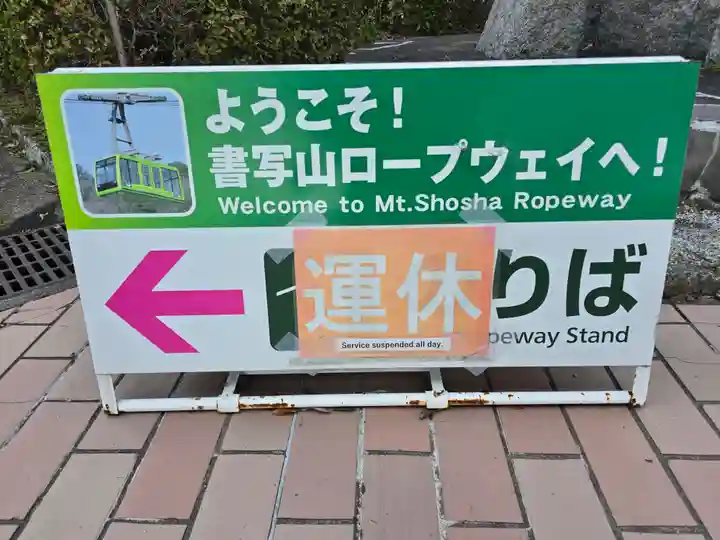 ようこそ!
書写山ロープウェイへ!
Welcome to Mt.Shosha Ropeway
運休
Service suspended all day.
りば
Stand